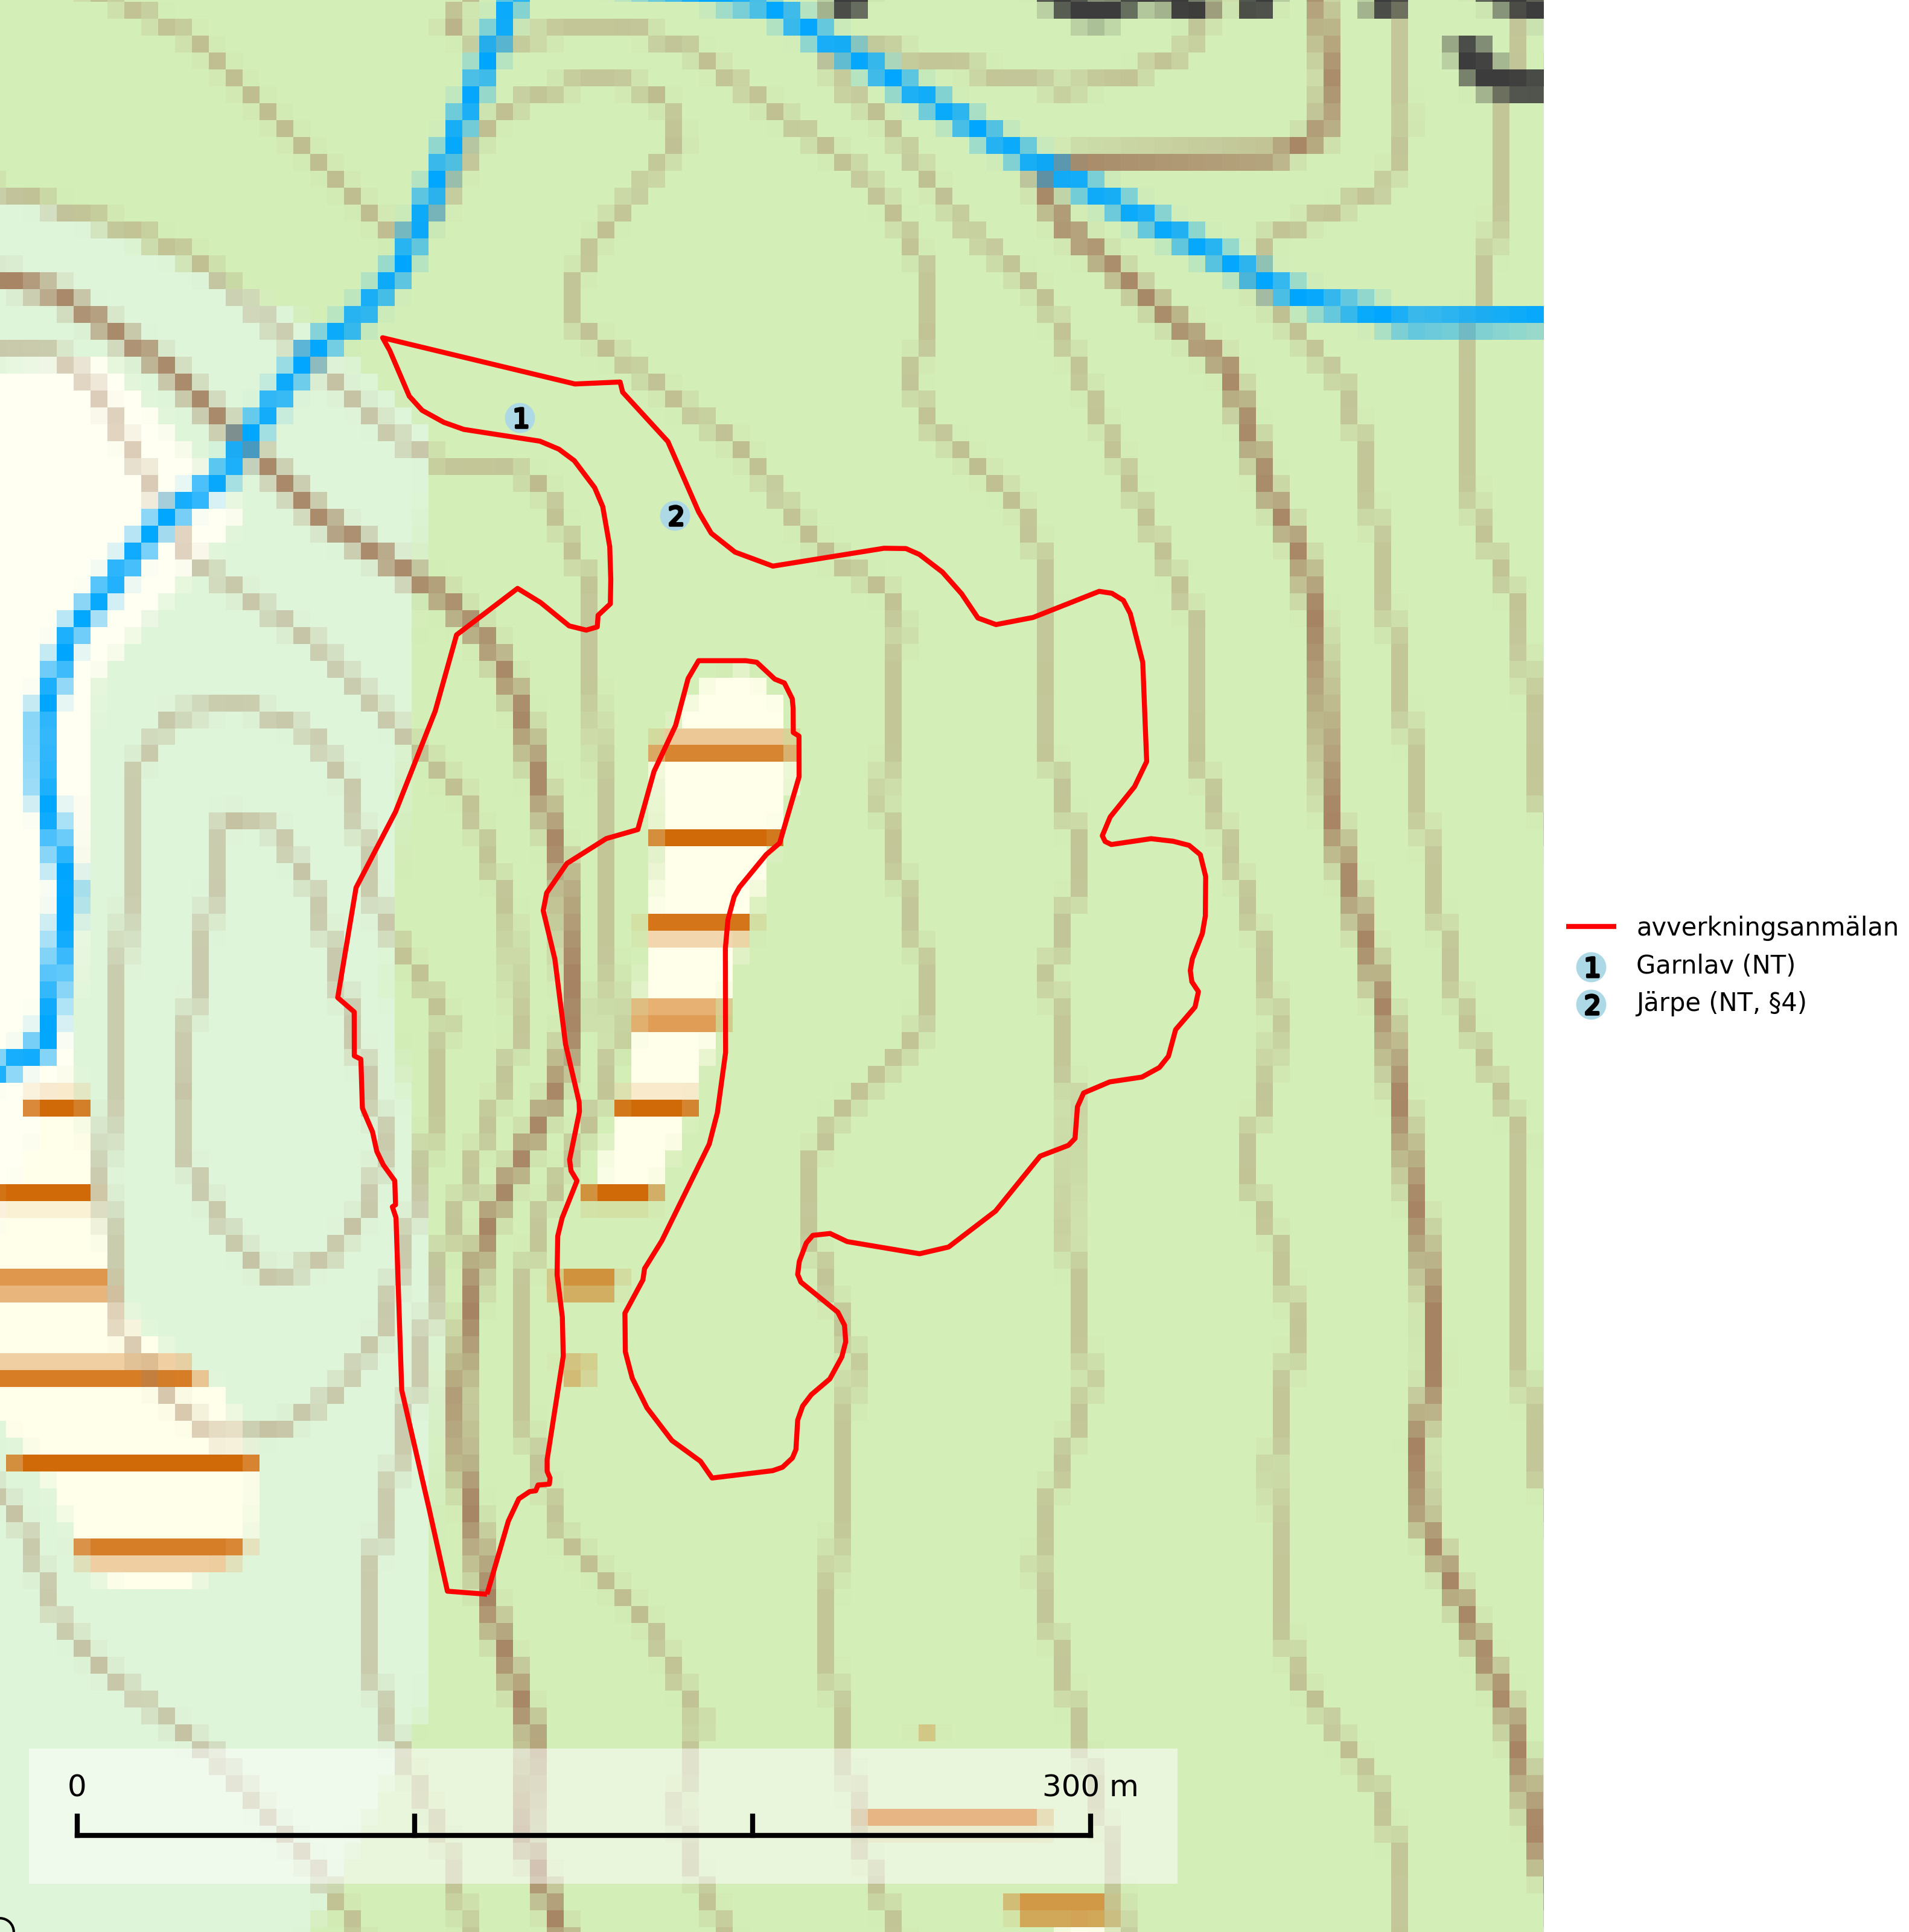 1
2
avverkningsanmälan
1 Garnlav (NT)
2 Järpe (NT, §4)
0 300 m